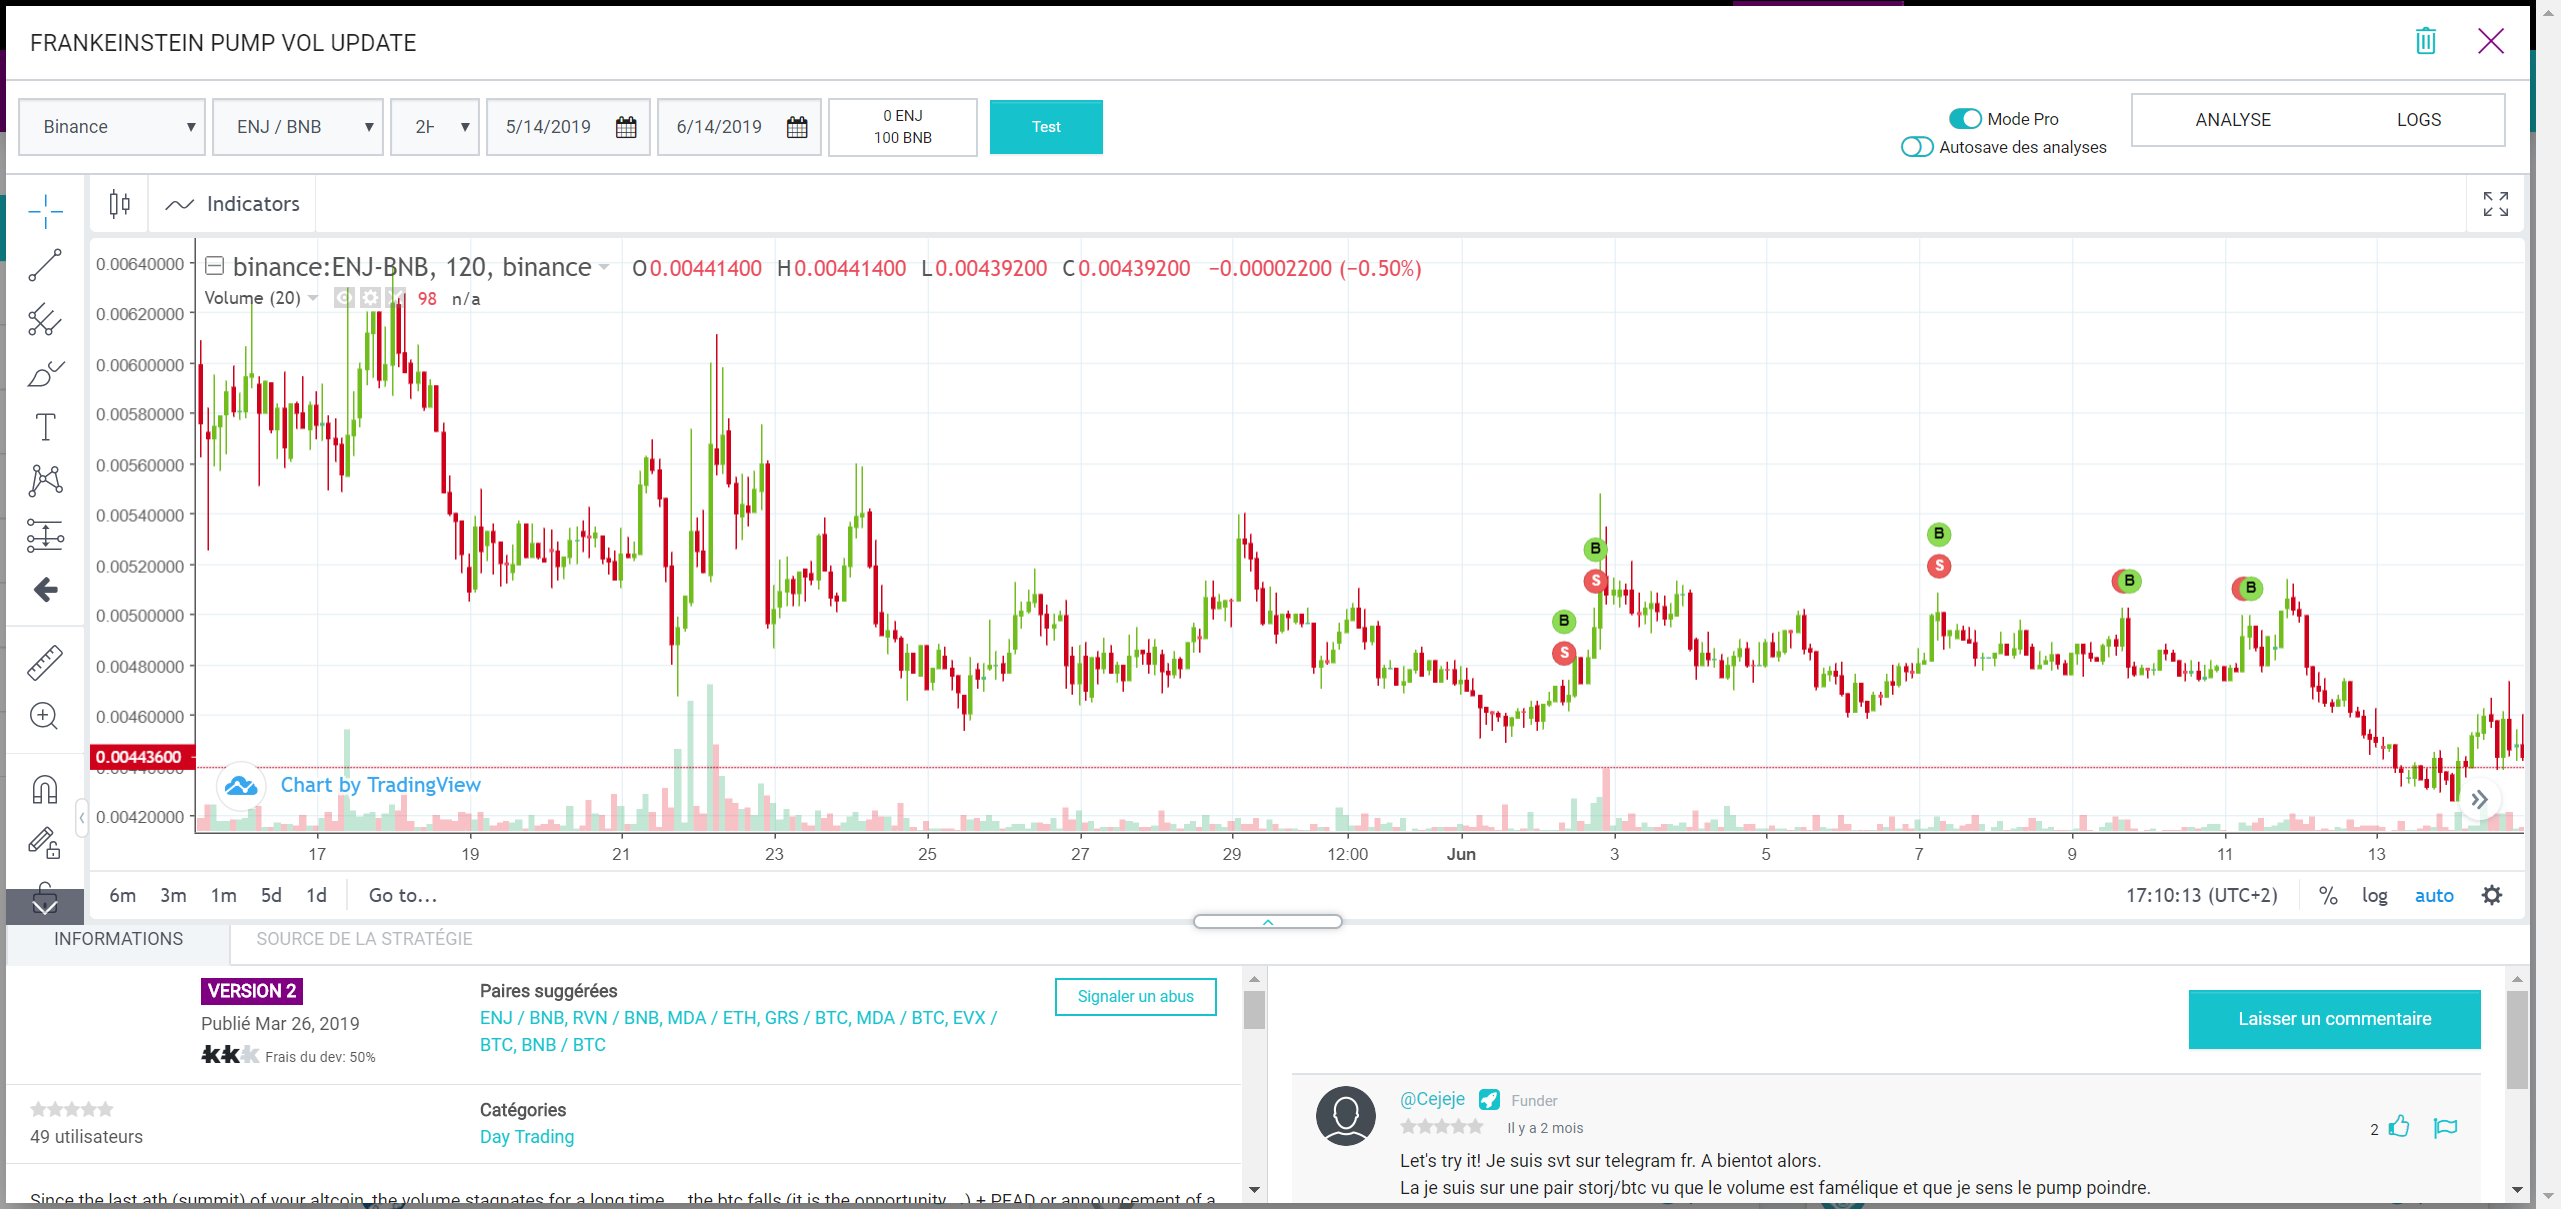 FRANKEINSTEIN PUMP VOL UPDATE
Binance ENJ / BNB 2H 5/14/2019 6/14/2019 0 ENJ 100 BNB Test
Mode Pro
Autosave des analyses
ANALYSE LOGS
Indicators
binance:ENJ-BNB, 120, binance O0.00441400 H0.00441400 L0.00439200 C0.00439200 −0.00002200 (−0.50%)
Volume (20) 98 n/a
0.00640000
0.00620000
0.00600000
0.00580000
0.00560000
0.00540000
0.00520000
0.00500000
0.00480000
0.00460000
0.00443600
0.00420000
B
S
B
S
B
S
B
B
Chart by TradingView
17 19 21 23 25 27 29 12:00 Jun 3 5 7 9 11 13
6m 3m 1m 5d 1d Go to... 17:10:13 (UTC+2) % log auto
INFORMATIONS SOURCE DE LA STRATÉGIE
VERSION 2
Publié Mar 26, 2019
Frais du dev: 50%
Paires suggérées
ENJ / BNB, RVN / BNB, MDA / ETH, GRS / BTC, MDA / BTC, EVX /
BTC, BNB / BTC
Signaler un abus
49 utilisateurs
Catégories
Day Trading
Since the last ath (summit) of your altcoin, the volume stagnates for a long time ... the btc falls (it is the opportunity ...) + PEAD or announcement of a
Laisser un commentaire
@Cejeje Funder
Il y a 2 mois
2
Let's try it! Je suis svt sur telegram fr. A bientot alors.
La je suis sur une pair storj/btc vu que le volume est famélique et que je sens le pump poindre.